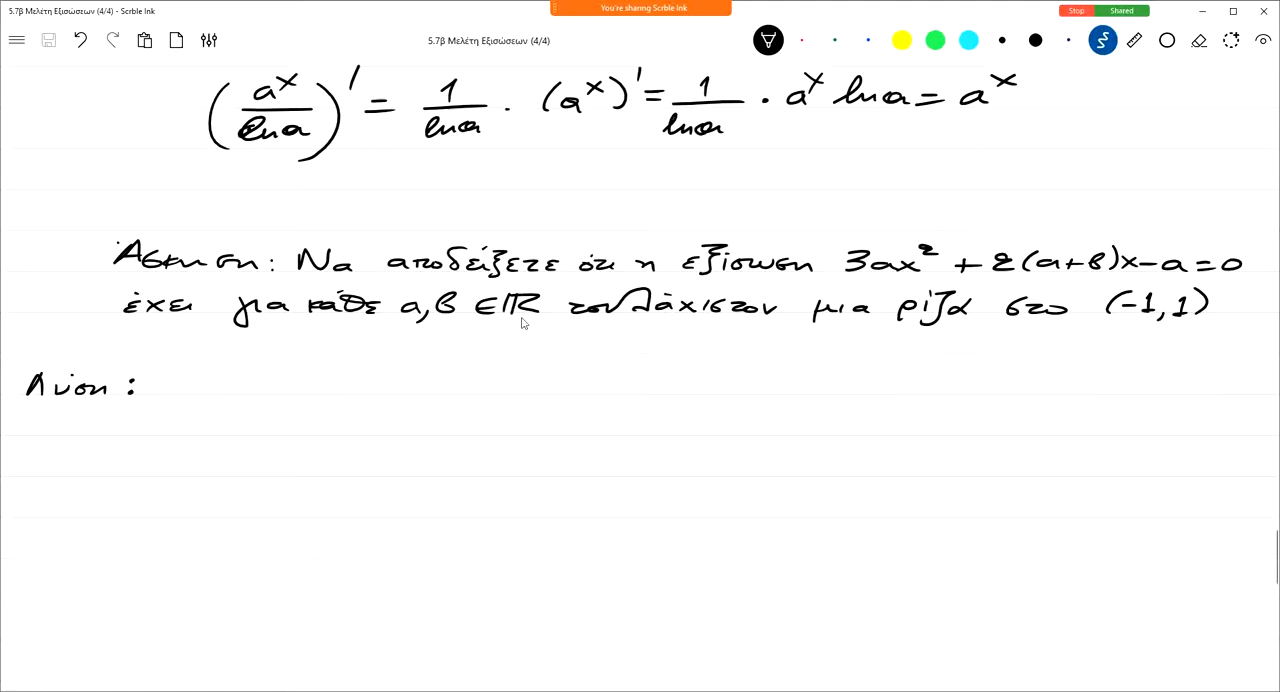 5.7β Μελέτη Εξισώσεων (4/4) - Scrble Ink
You're sharing Scrble Ink
Stop Shared
5.7β Μελέτη Εξισώσεων (4/4)
(a^x/lna)' = 1/lna · (a^x)' = 1/lna · a^x lna = a^x
Άσκηση: Να αποδείξετε ότι η εξίσωση 3ax² + 2(a+β)x-a=0
έχει για κάθε a,β ∈ℝ τουλάχιστον μια ρίζα στο (-1,1)
Λύση: